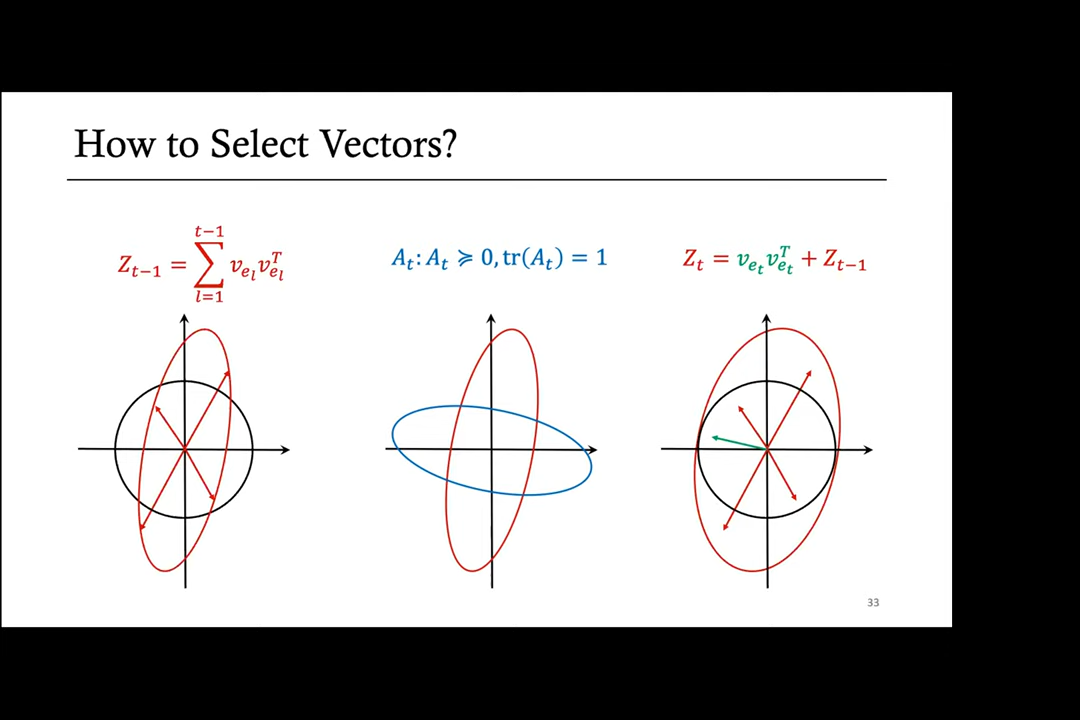 How to Select Vectors?
Z_{t−1} = \sum_{l=1}^{t−1} v_{e_l} v_{e_l}^T
A_t: A_t ≽ 0, tr(A_t) = 1
Z_t = v_{e_t} v_{e_t}^T + Z_{t−1}
33